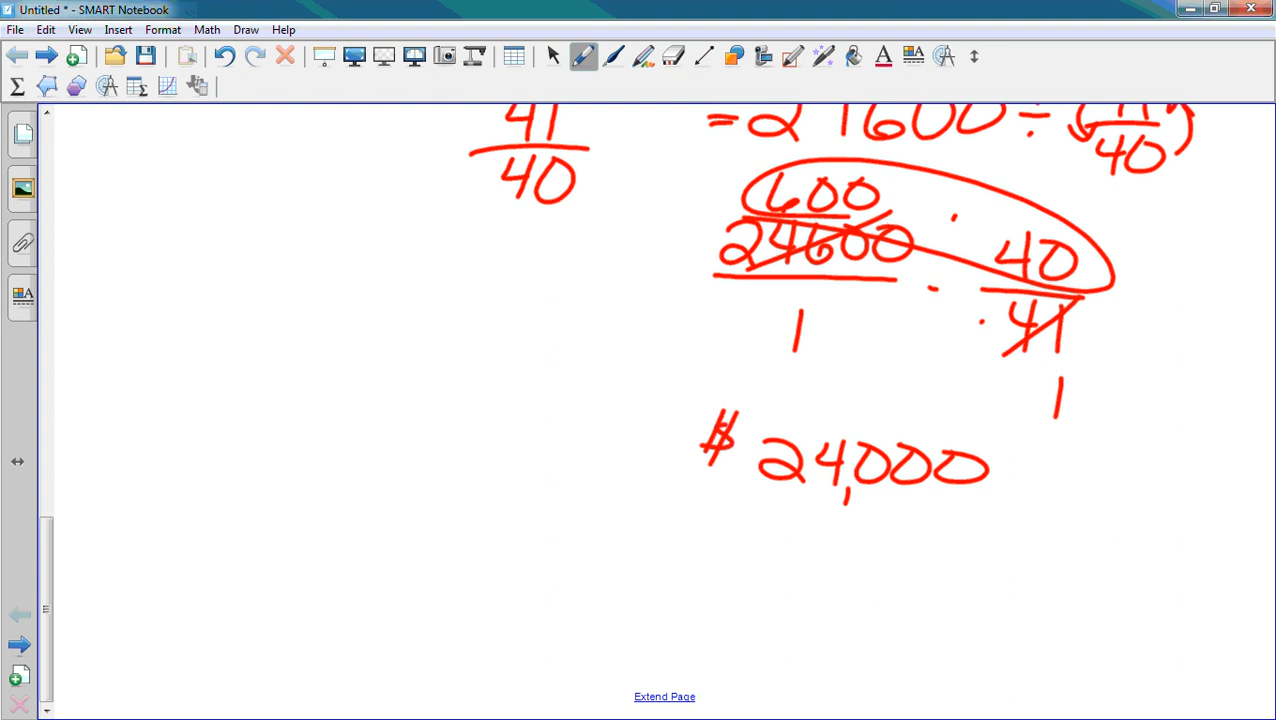 Untitled * - SMART Notebook
File Edit View Insert Format Math Draw Help
41
40
= 24600 ÷ (41
40)
600
24600 · 40
1 41
1
$ 24,000
Extend Page